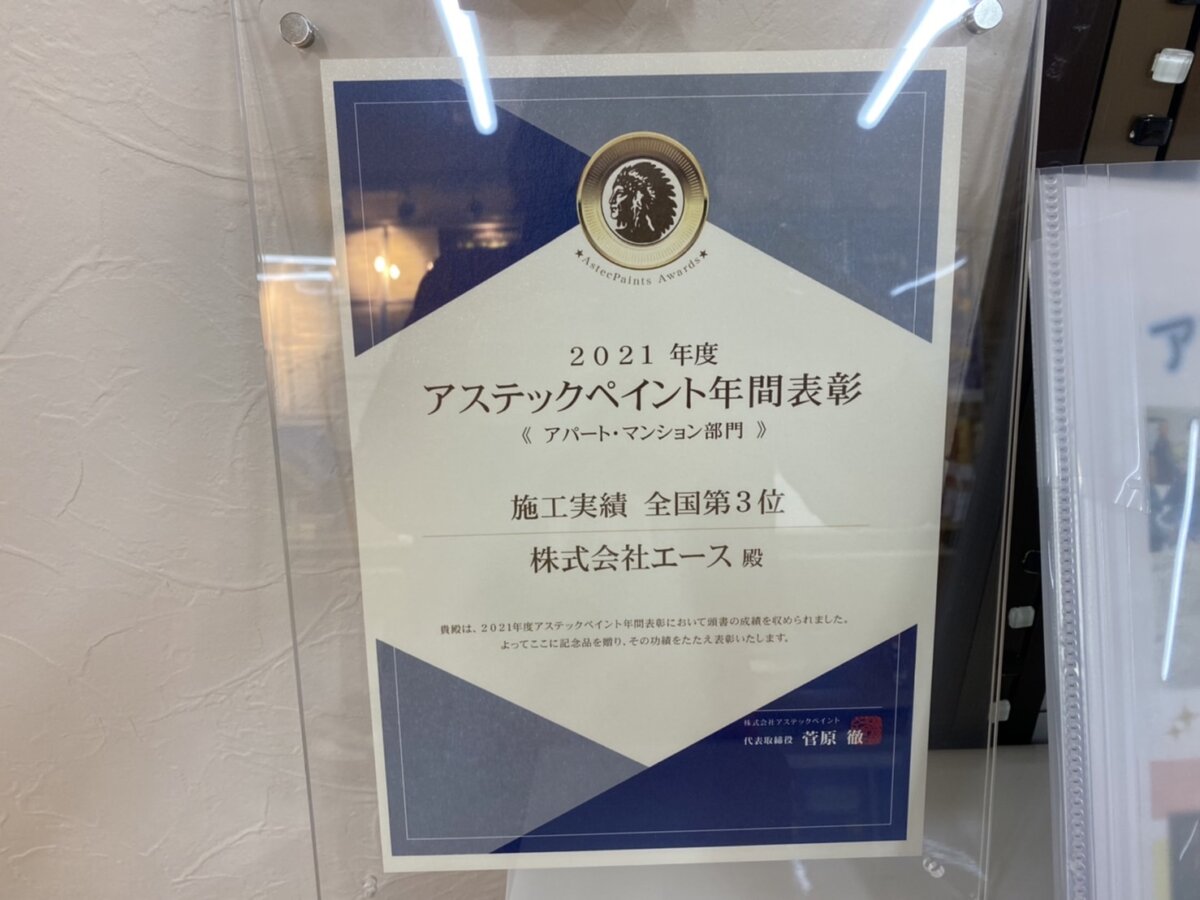 ★AstecPaints Awards★
2021 年度
アステックペイント年間表彰
《 アパート・マンション部門 》
施工実績 全国第3位
株式会社エース 殿
貴殿は、2021年度アステックペイント年間表彰において頭書の成績を収められました。
よってここに記念品を贈り、その功績をたたえ表彰いたします。
株式会社アステックペイント
代表取締役 菅原 徹
ア